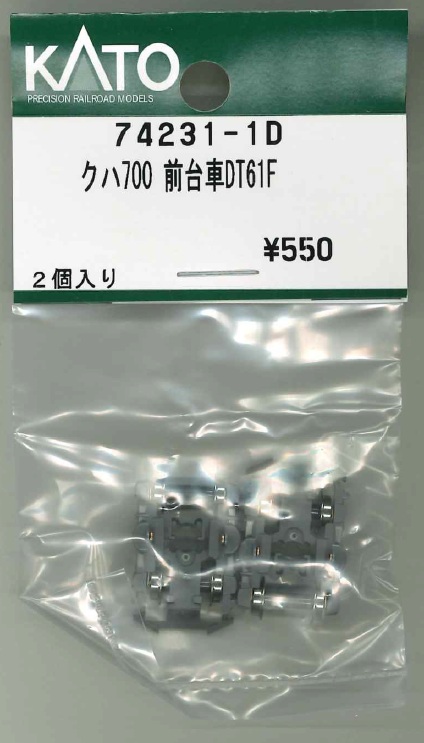 KATO
PRECISION RAILROAD MODELS
74231-1D
クハ700 前台車DT61F
¥550
2個入り